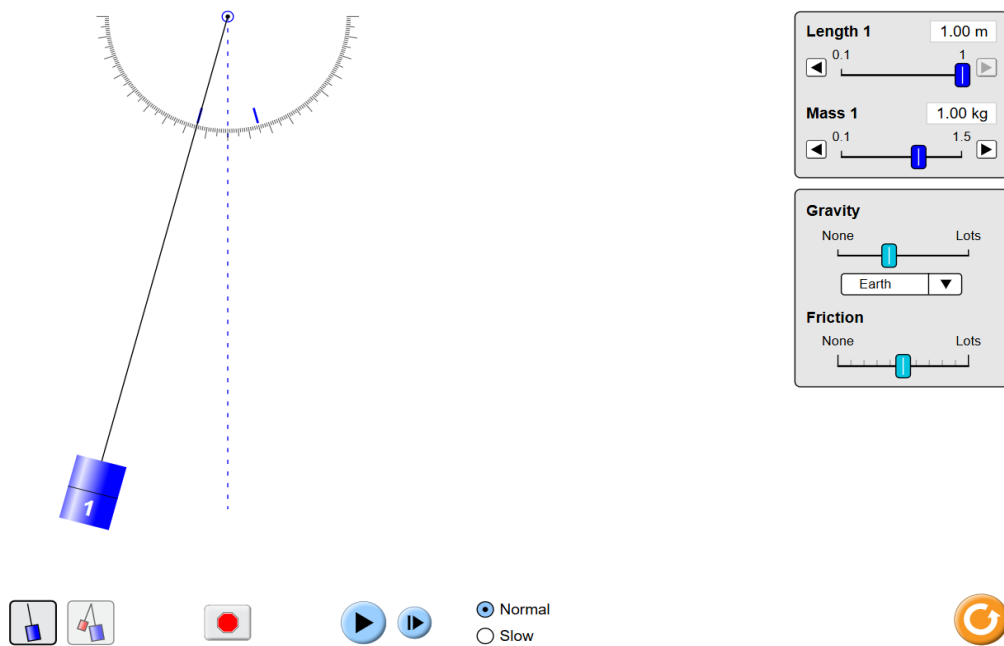 Length 1
1.00 m
0.1 1
Mass 1
1.00 kg
0.1 1.5
Gravity
None Lots
Earth
Friction
None Lots
1
Normal
Slow